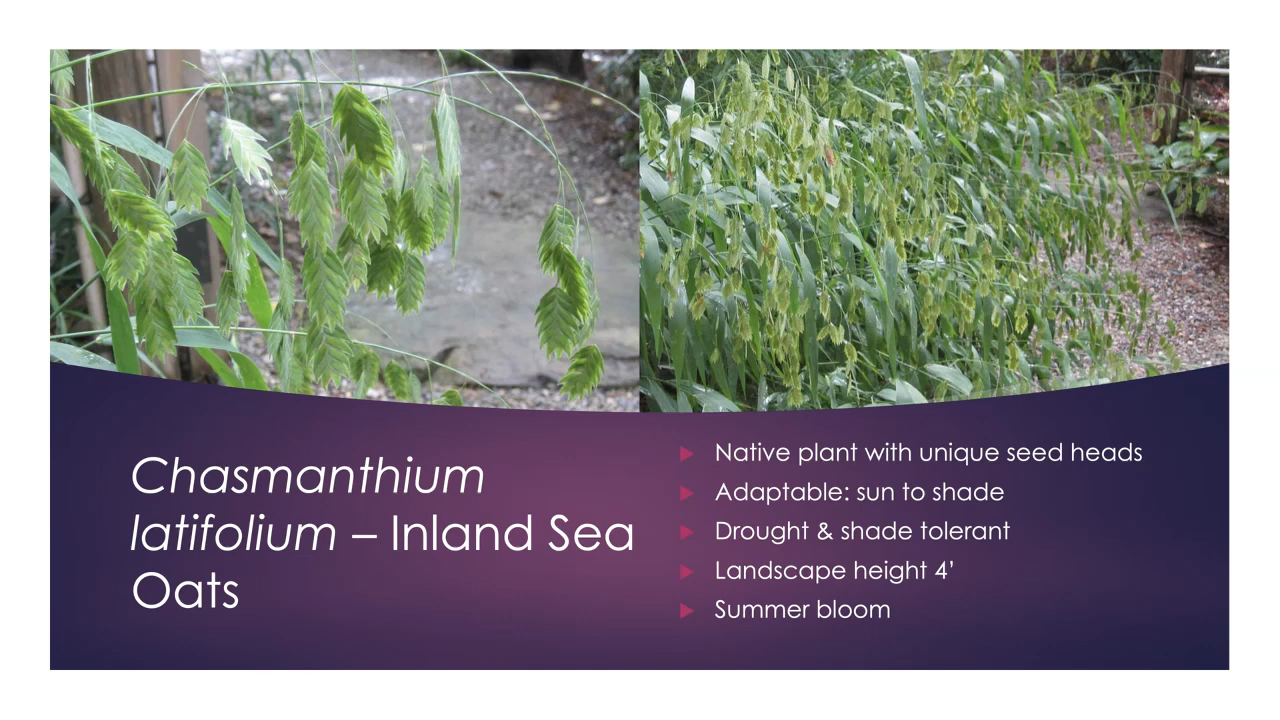 Chasmanthium
latifolium – Inland Sea
Oats
Native plant with unique seed heads
Adaptable: sun to shade
Drought & shade tolerant
Landscape height 4’
Summer bloom